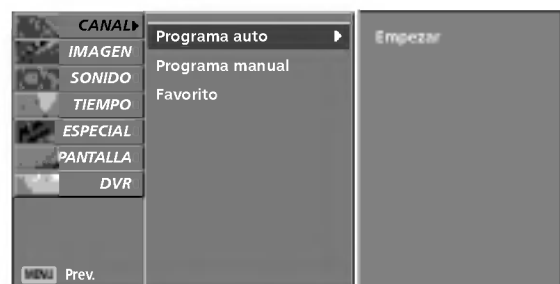 CANAL
IMAGEN
SONIDO
TIEMPO
ESPECIAL
PANTALLA
DVR
MENU Prev.
Programa auto
Programa manual
Favorito
Empezar